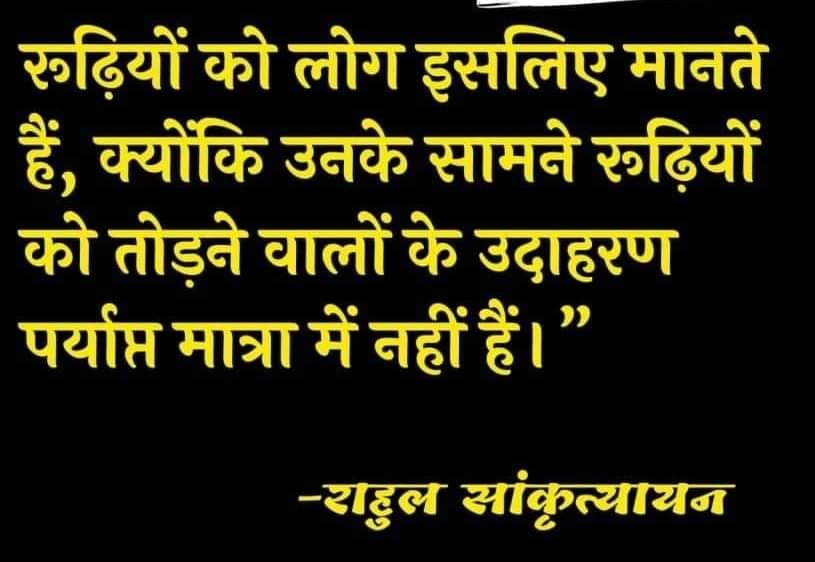 रूढ़ियों को लोग इसलिए मानते
हैं, क्योंकि उनके सामने रूढ़ियों
को तोड़ने वालों के उदाहरण
पर्याप्त मात्रा में नहीं हैं।”
-राहुल सांकृत्यायन